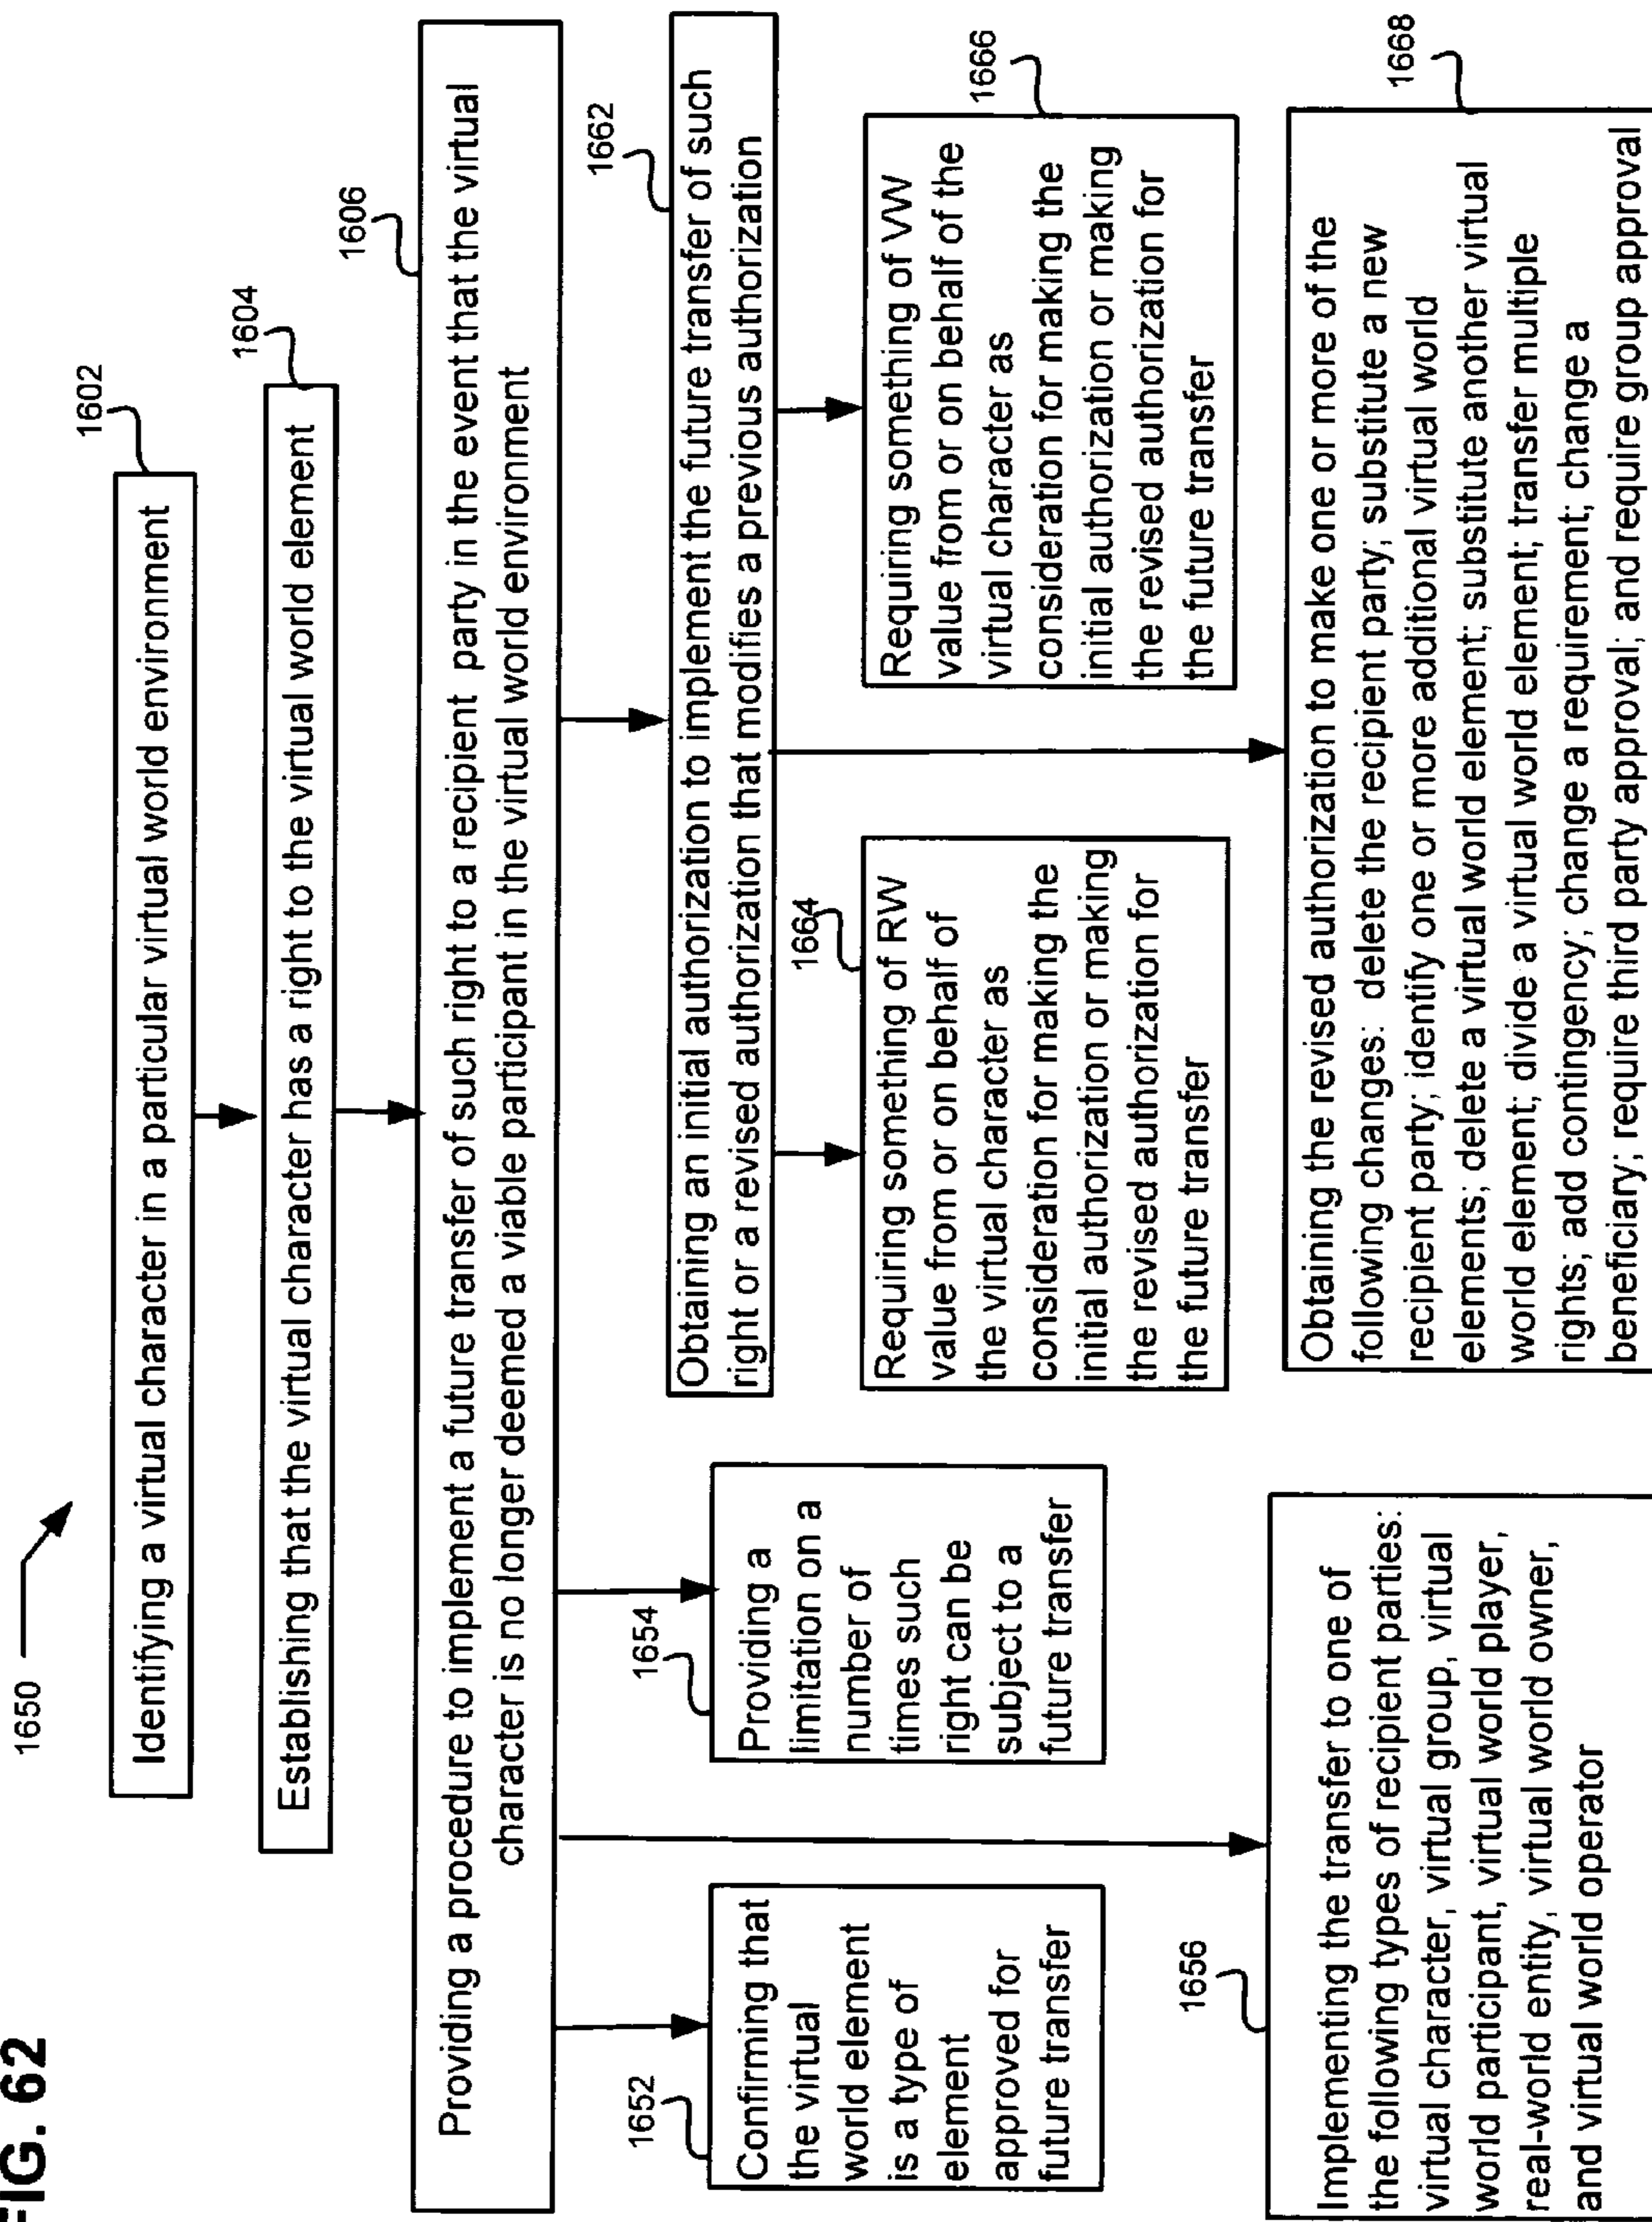 FIG. 62
1650
1602
Identifying a virtual character in a particular virtual world environment
1604
Establishing that the virtual character has a right to the virtual world element
1606
Providing a procedure to implement a future transfer of such right to a recipient party in the event that the virtual
character is no longer deemed a viable participant in the virtual world environment
1652
Confirming that
the virtual
world element
is a type of
element
approved for
future transfer
1654
Providing a
limitation on a
number of
times such
right can be
subject to a
future transfer
1656
Implementing the transfer to one of
the following types of recipient parties:
virtual character, virtual group, virtual
world participant, virtual world player,
real-world entity, virtual world owner,
and virtual world operator
1662
Obtaining an initial authorization to implement the future transfer of such
right or a revised authorization that modifies a previous authorization
1664
Requiring something of RW
value from or on behalf of
the virtual character as
consideration for making the
initial authorization or making
the revised authorization for
the future transfer
1666
Requiring something of VW
value from or on behalf of the
virtual character as
consideration for making the
initial authorization or making
the revised authorization for
the future transfer
1668
Obtaining the revised authorization to make one or more of the
following changes: delete the recipient party; substitute a new
recipient party; identify one or more additional virtual world
elements; delete a virtual world element; substitute another virtual
world element; divide a virtual world element; transfer multiple
rights; add contingency; change a requirement; change a
beneficiary; require third party approval; and require group approval